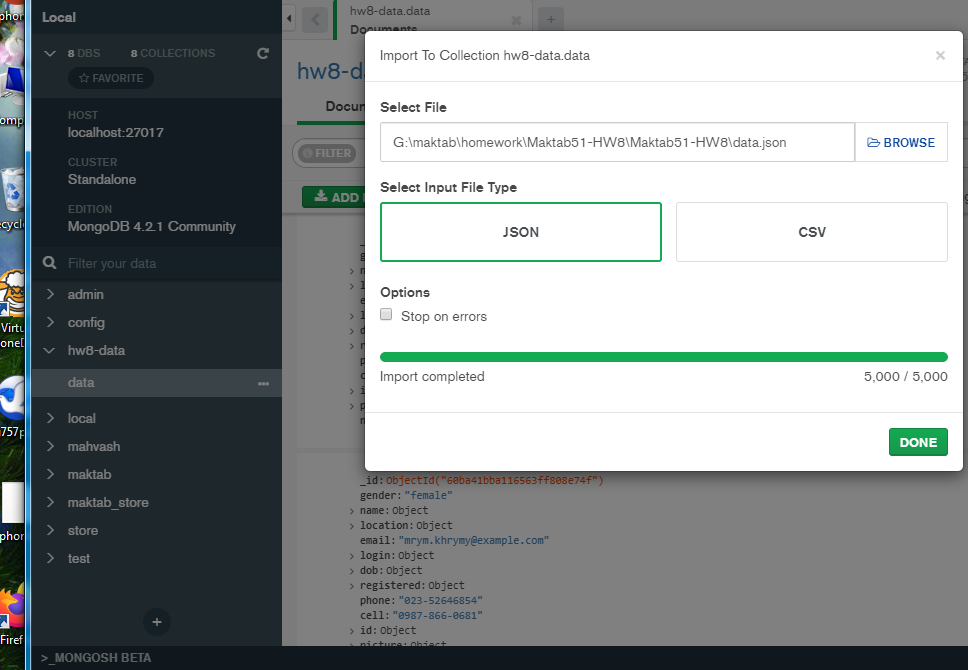 Local
8 DBS 8 COLLECTIONS
FAVORITE
HOST
localhost:27017
CLUSTER
Standalone
EDITION
MongoDB 4.2.1 Community
Filter your data
admin
config
hw8-data
data
local
mahvash
maktab
maktab_store
store
test
+
>_MONGOSH BETA
hw8-data.data
Documents
+
hw8-d
Docum
FILTER
ADD
Import To Collection hw8-data.data
×
Select File
G:\maktab\homework\Maktab51-HW8\Maktab51-HW8\data.json
BROWSE
Select Input File Type
JSON
CSV
Options
Stop on errors
Import completed 5,000 / 5,000
DONE
_id:ObjectId("60ba41bba116563ff808e74f")
gender:"female"
> name:Object
> location:Object
email:"mrym.khrymy@example.com"
> login:Object
> dob:Object
> registered:Object
phone:"023-52646854"
cell:"0987-866-0681"
> id:Object
> picture:Object
phon
omp
ecycl
Virtu
oneD
757p
phon
Firef